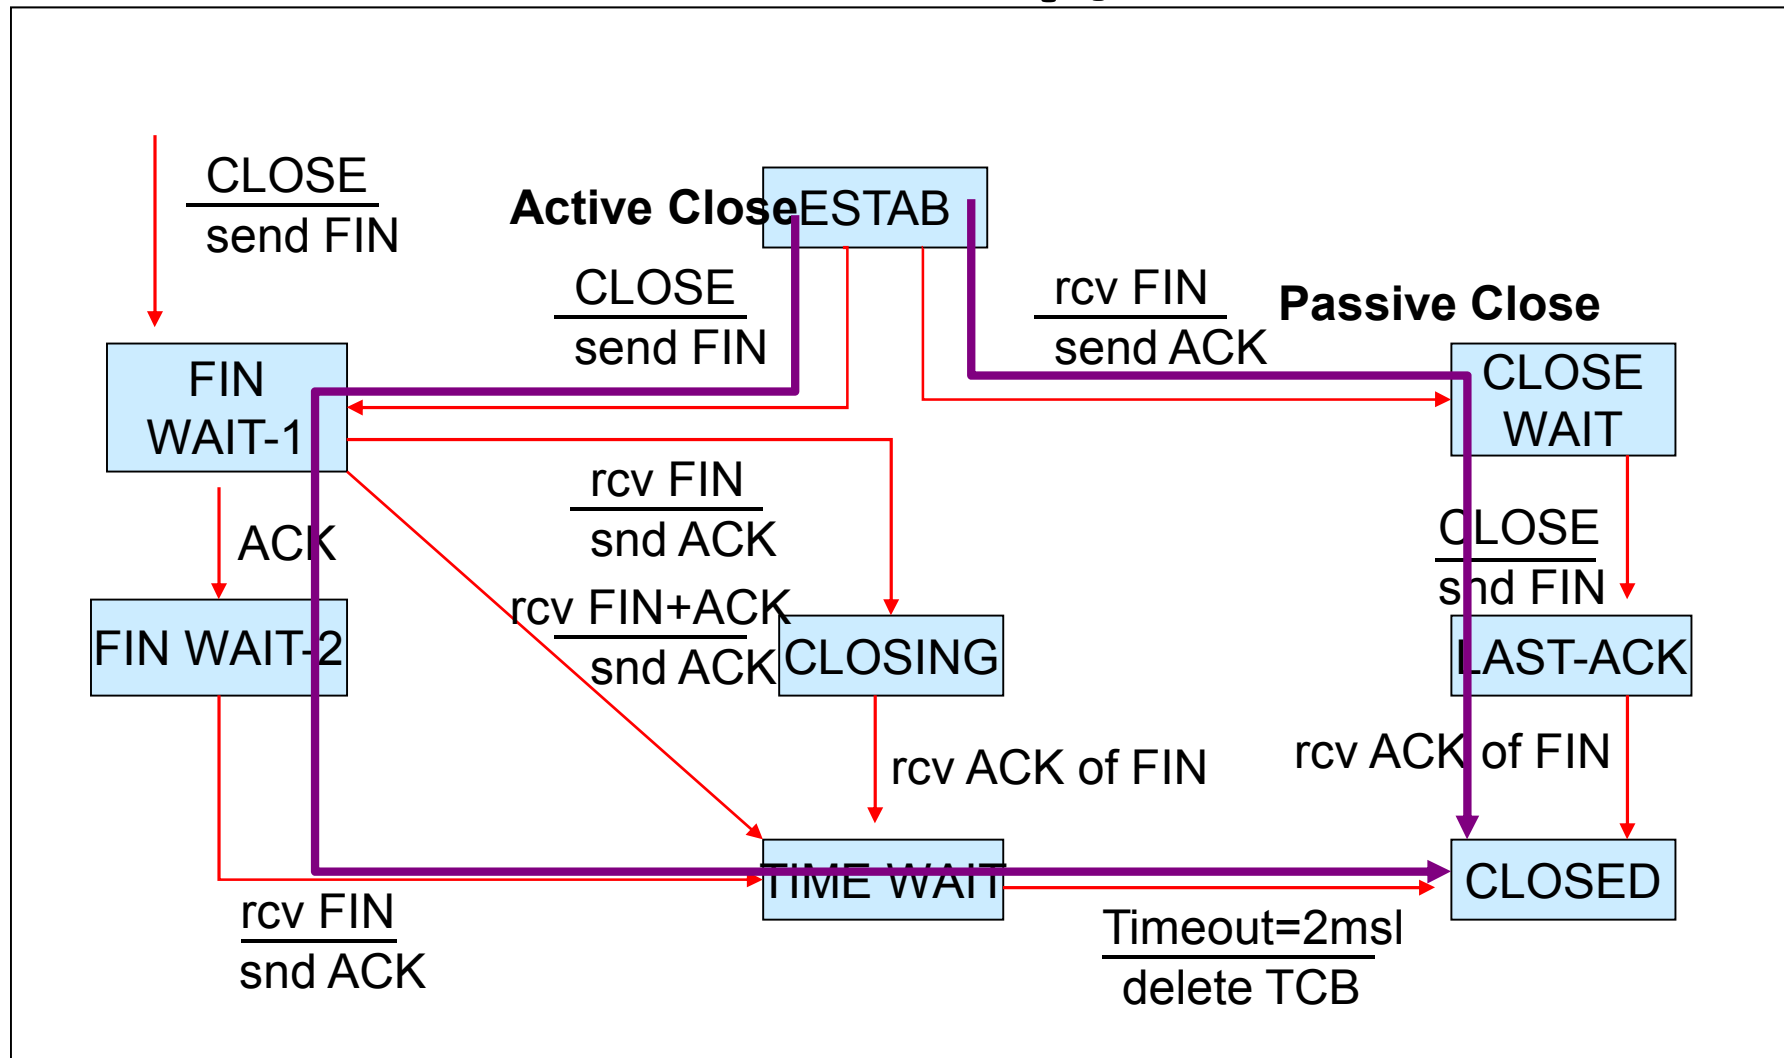 CLOSE
send FIN
Active Close
ESTAB
CLOSE
send FIN
rcv FIN
send ACK
Passive Close
FIN
WAIT-1
CLOSE
WAIT
rcv FIN
snd ACK
ACK
CLOSE
snd FIN
rcv FIN+ACK
snd ACK
FIN WAIT-2
CLOSING
LAST-ACK
rcv ACK of FIN
rcv ACK of FIN
TIME WAIT
CLOSED
rcv FIN
snd ACK
Timeout=2msl
delete TCB